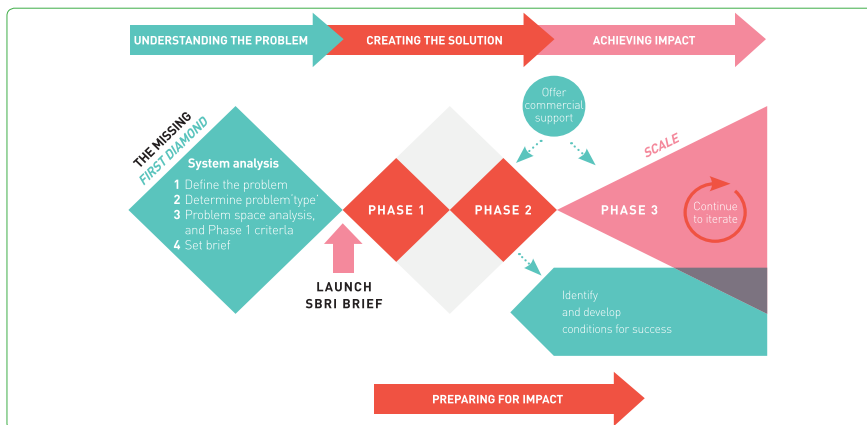 UNDERSTANDING THE PROBLEM
CREATING THE SOLUTION
ACHIEVING IMPACT
THE MISSING
FIRST DIAMOND
System analysis
1 Define the problem
2 Determine problem‘type’
3 Problem space analysis,
and Phase 1 criterla
4 Set brief
LAUNCH
SBRI BRIEF
PHASE 1
PHASE 2
Offer
commercial
support
SCALE
PHASE 3
Continue
to iterate
Identify
and develop
conditions for success
PREPARING FOR IMPACT